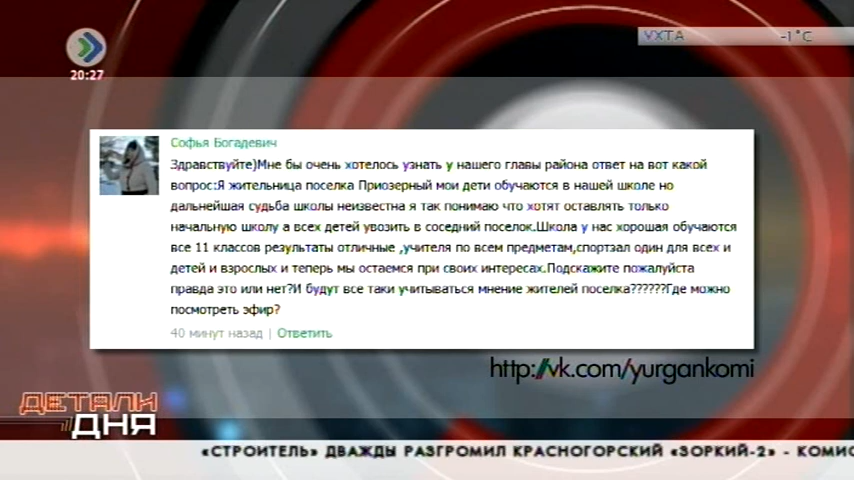 УХТА -1°C
20:27
Софья Богадевич
Здравствуйте)Мне бы очень хотелось узнать у нашего главы района ответ на вот какой
вопрос:Я жительница поселка Приозерный мои дети обучаются в нашей школе но
дальнейшая судьба школы неизвестна я так понимаю что хотят оставлять только
начальную школу а всех детей увозить в соседний поселок.Школа у нас хорошая обучаются
все 11 классов результаты отличные ,учителя по всем предметам,спортзал один для всех и
детей и взрослых и теперь мы остаемся при своих интересах.Подскажите пожалуйста
правда это или нет?И будут все таки учитываться мнение жителей поселка??????Где можно
посмотреть эфир?
40 минут назад | Ответить
http://vk.com/yurgankomi
ДЕТАЛИ
ДНЯ
«СТРОИТЕЛЬ» ДВАЖДЫ РАЗГРОМИЛ КРАСНОГОРСКИЙ «ЗОРКИЙ-2» - КОМИ